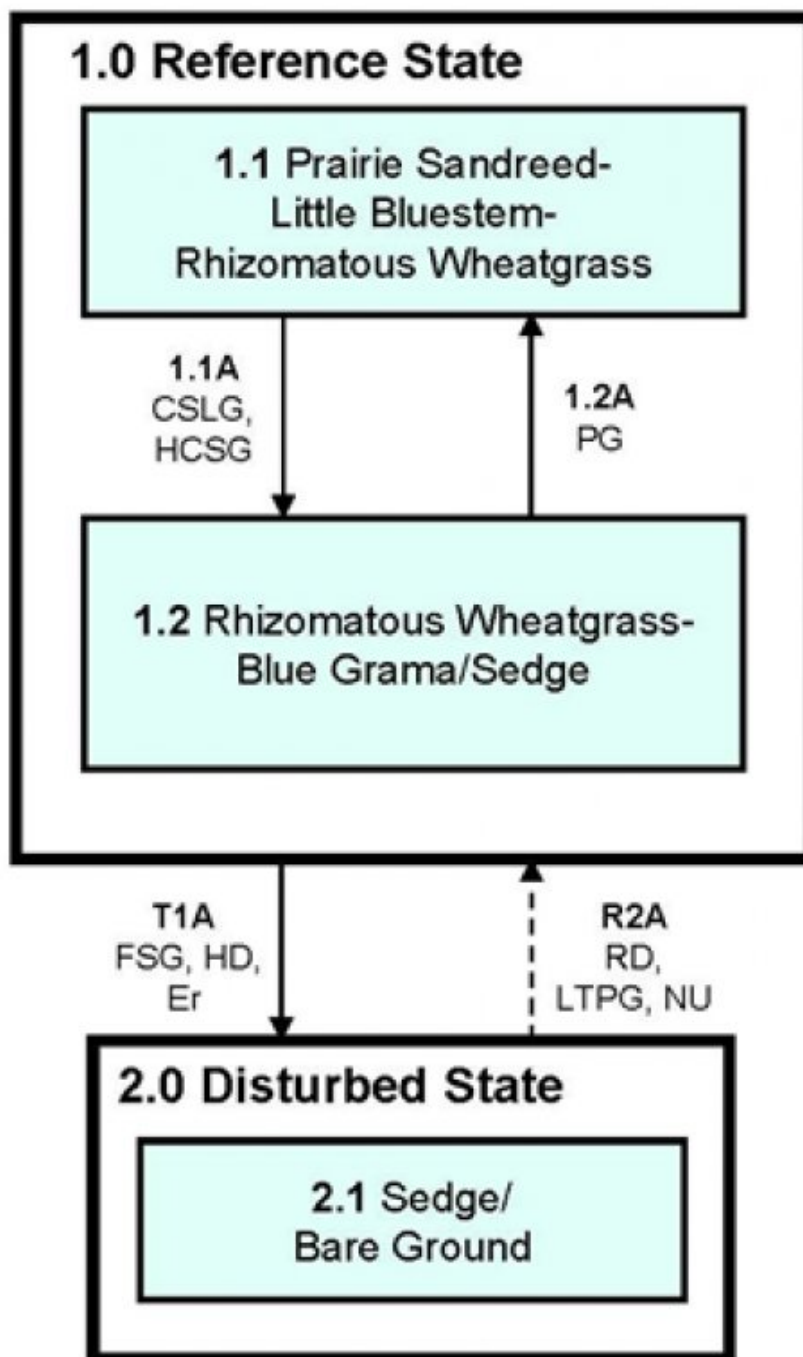 1.0 Reference State
1.1 Prairie Sandreed-
Little Bluestem-
Rhizomatous Wheatgrass
1.1A
CSLG,
HCSG
1.2A
PG
1.2 Rhizomatous Wheatgrass-
Blue Grama/Sedge
T1A
FSG, HD,
Er
R2A
RD,
LTPG, NU
2.0 Disturbed State
2.1 Sedge/
Bare Ground